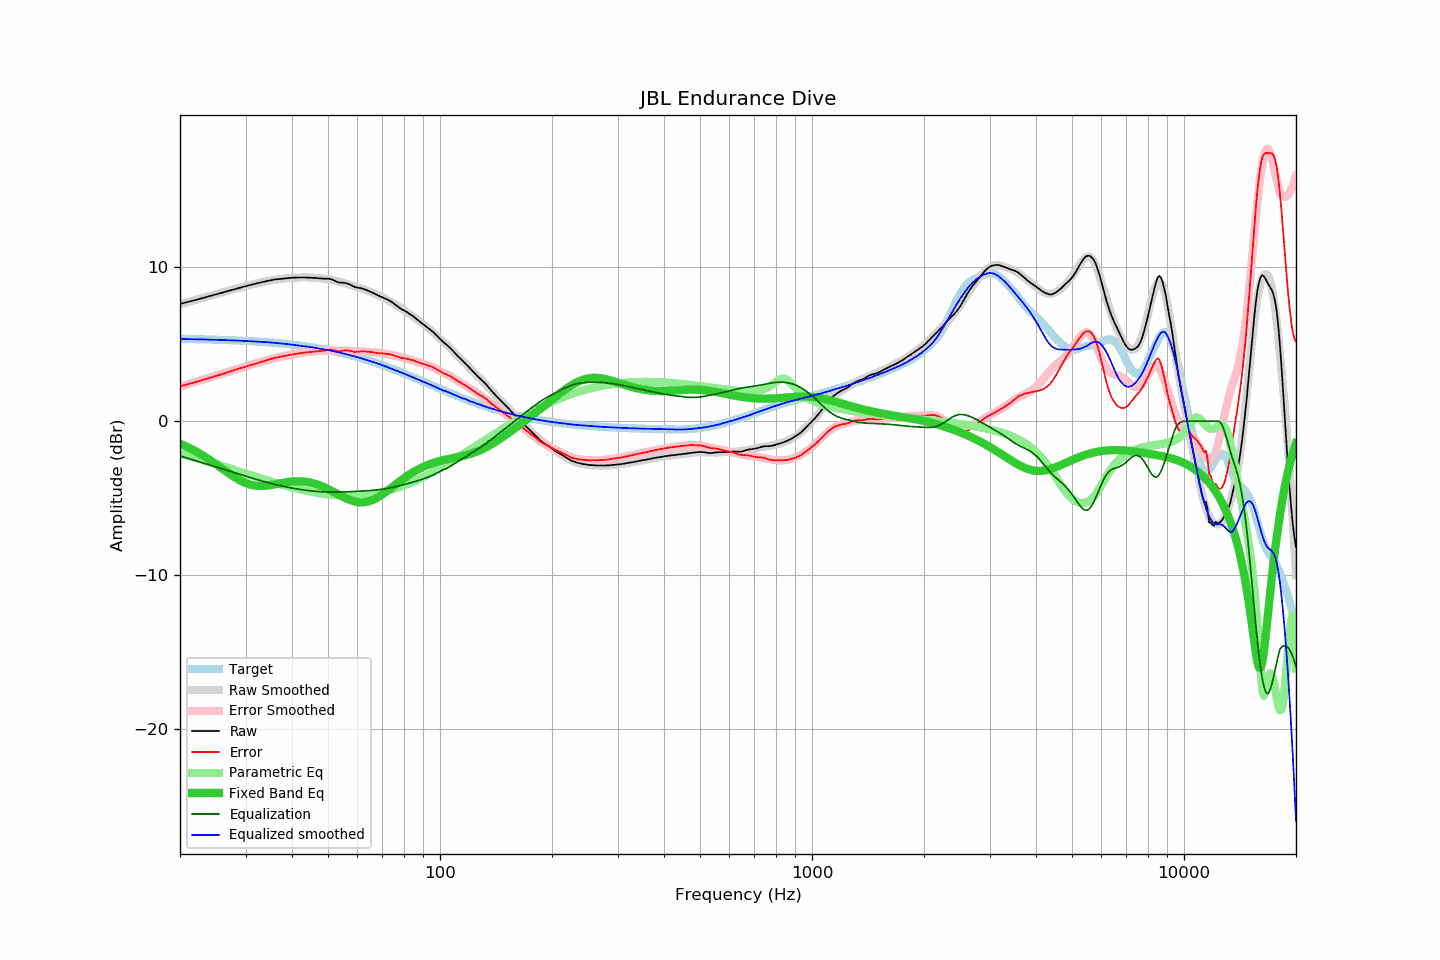 JBL Endurance Dive
10
0
−10
−20
Amplitude (dBr)
Target
Raw Smoothed
Error Smoothed
Raw
Error
Parametric Eq
Fixed Band Eq
Equalization
Equalized smoothed
100
1000
10000
Frequency (Hz)